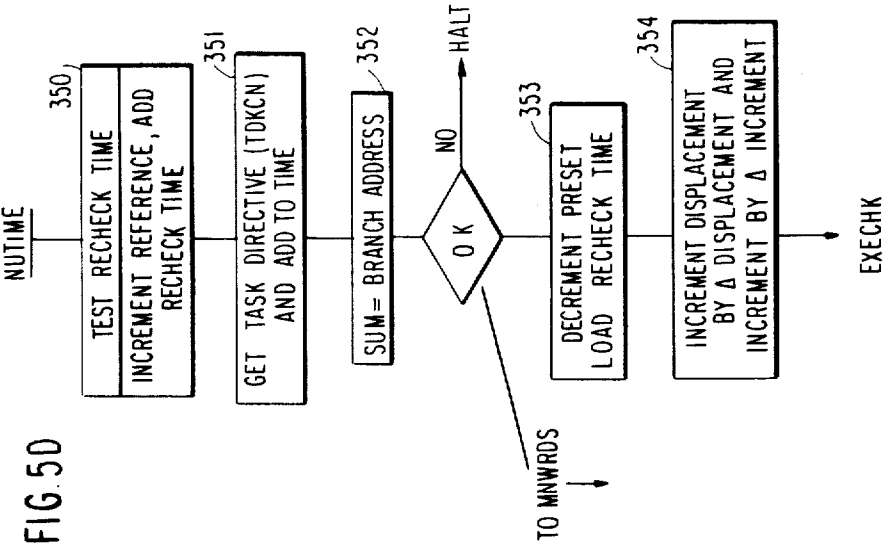 FIG. 5D
NUTIME
350
TEST RECHECK TIME
INCREMENT REFERENCE, ADD
RECHECK TIME
351
GET TASK DIRECTIVE (TDKCN)
AND ADD TO TIME
352
SUM= BRANCH ADDRESS
OK
NO
HALT
TO MNWRDS
353
DECREMENT PRESET
LOAD RECHECK TIME
354
INCREMENT DISPLACEMENT
BY Δ DISPLACEMENT AND
INCREMENT BY Δ INCREMENT
EXECHK